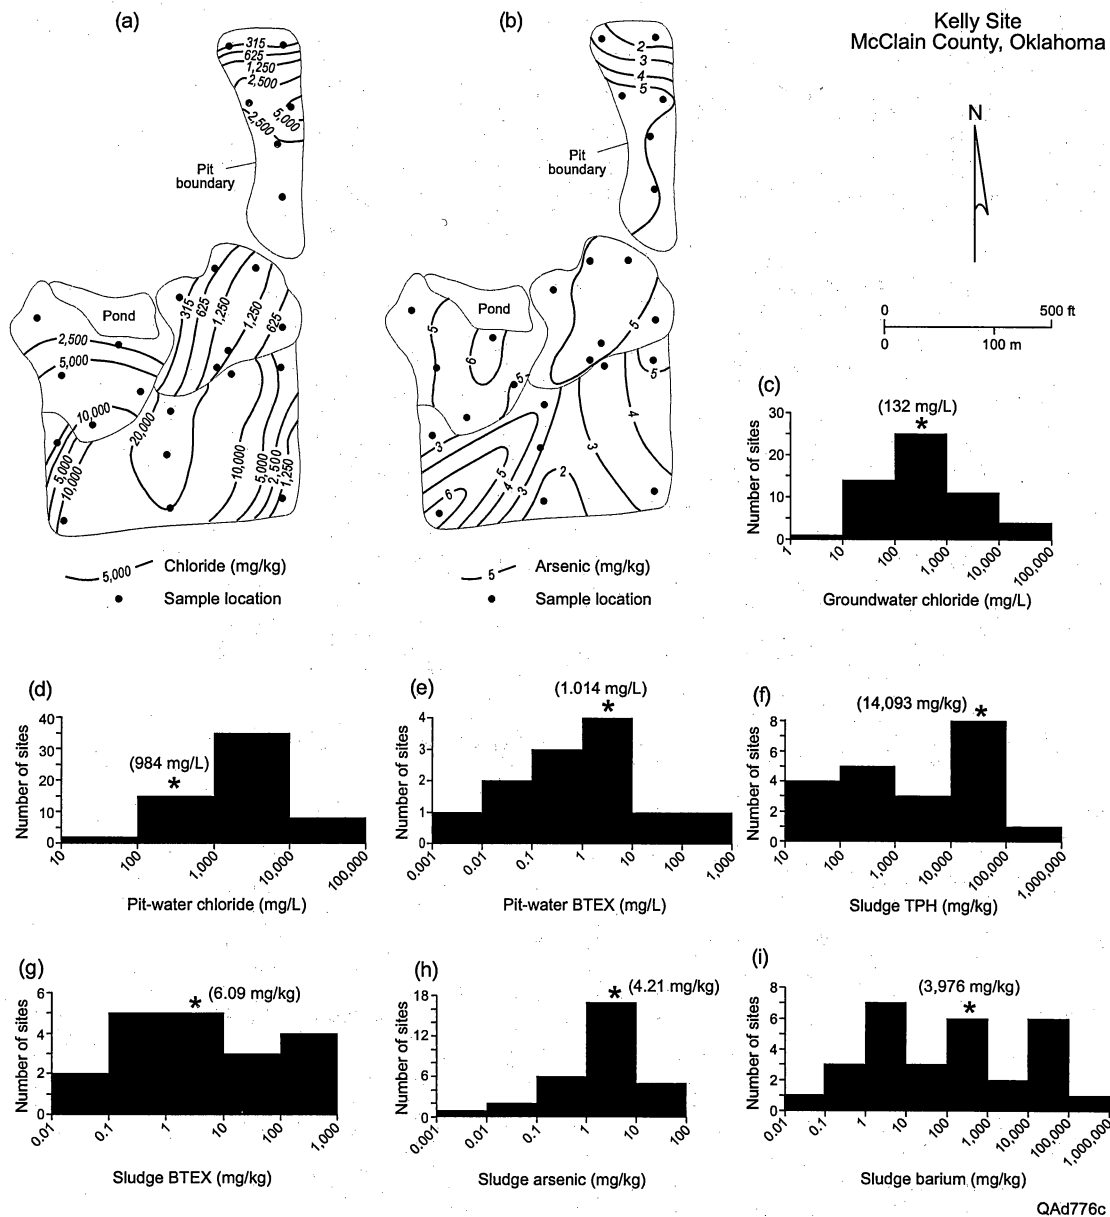 (a)
(b)
Kelly Site
McClain County, Oklahoma
315
625
1,250
2,500
5,000
2,500
Pit
boundary
2
3
4
5
Pit
boundary
N
Pond
315
625
1,250
1,250
625
2,500
5,000
10,000
20,000
5,000
10,000
10,000
5,000
2,500
1,250
Pond
5
6
5
5
5
4
3
3
5
4
3
2
6
0 500 ft
0 100 m
5,000 Chloride (mg/kg)
Sample location
5 Arsenic (mg/kg)
Sample location
(c)
(132 mg/L)
*
Number of sites
30
20
10
0
1 10 100 1,000 10,000 100,000
Groundwater chloride (mg/L)
(d)
(984 mg/L)
*
Number of sites
40
30
20
10
0
10 100 1,000 10,000 100,000
Pit-water chloride (mg/L)
(e)
(1.014 mg/L)
*
Number of sites
4
3
2
1
0
0.001 0.01 0.1 1 10 100 1,000
Pit-water BTEX (mg/L)
(f)
(14,093 mg/kg)
*
Number of sites
8
6
4
2
0
10 100 1,000 10,000 100,000 1,000,000
Sludge TPH (mg/kg)
(g)
* (6.09 mg/kg)
Number of sites
6
4
2
0
0.01 0.1 1 10 100 1,000
Sludge BTEX (mg/kg)
(h)
* (4.21 mg/kg)
Number of sites
18
12
6
0
0.001 0.01 0.1 1 10 100
Sludge arsenic (mg/kg)
(i)
(3,976 mg/kg)
*
Number of sites
8
6
4
2
0
0.01 0.1 1 10 100 1,000 10,000 100,000 1,000,000
Sludge barium (mg/kg)
QAd776c